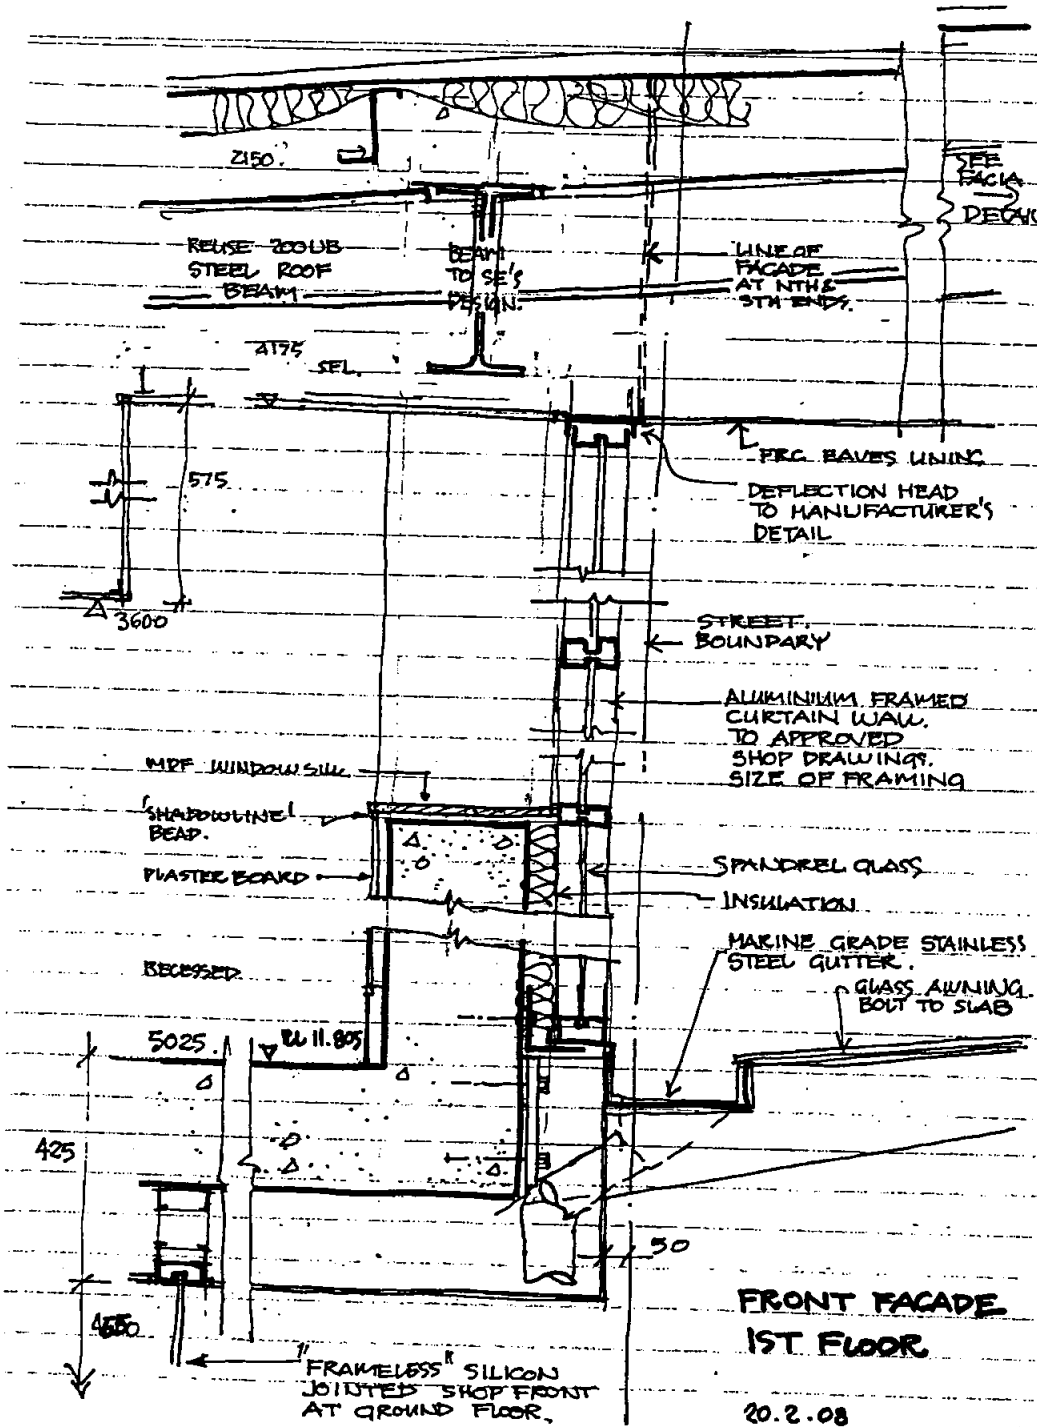 SEE
FACIA
DETAIL
2150
REUSE 200UB
STEEL ROOF
BEAM
BEAM
TO SE'S
DESIGN.
LINE OF
FACADE
AT NTH &
STH ENDS.
4175
SEL.
575
3600
FRC EAVES LINING
DEFLECTION HEAD
TO MANUFACTURER'S
DETAIL
STREET
BOUNDARY
ALUMINIUM FRAMED
CURTAIN WALL.
TO APPROVED
SHOP DRAWINGS.
SIZE OF FRAMING
MDF WINDOW SILL
'SHADOWLINE'
BEAD.
PLASTERBOARD
SPANDREL GLASS
INSULATION
RECESSED
MARINE GRADE STAINLESS
STEEL GUTTER.
GLASS AWNING
BOLT TO SLAB
5025
RL 11.805
425
50
FRONT FACADE
1ST FLOOR
"FRAMELESS" SILICON
JOINTED SHOP FRONT
AT GROUND FLOOR.
20.2.08